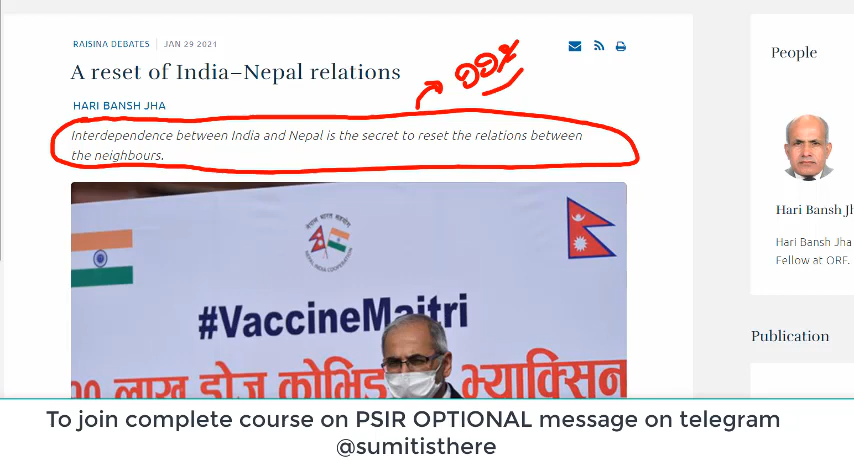 RAISINA DEBATES | JAN 29 2021
A reset of India–Nepal relations
HARI BANSH JHA
Interdependence between India and Nepal is the secret to reset the relations between
the neighbours.
#VaccineMaitri
लाख डोज कोभिड
भ्याक्सिन
People
Hari Bansh Jh
Hari Bansh Jha
Fellow at ORF.
Publication
To join complete course on PSIR OPTIONAL message on telegram
@sumitisthere